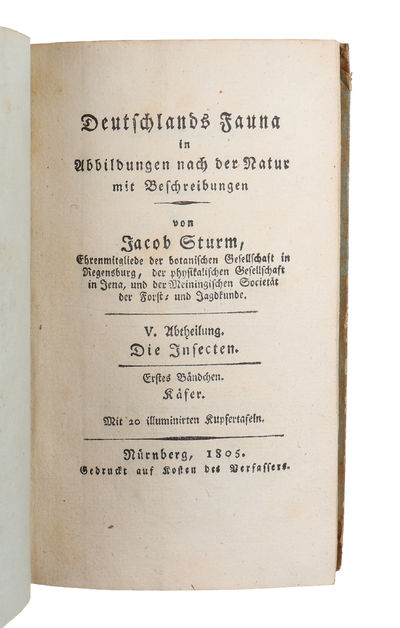 Deutschlands Fauna
in
Abbildungen nach der Natur
mit Beschreibungen
von
Jacob Sturm,
Ehrenmitgliede der botanischen Gesellschaft in
Regensburg, der physikalischen Gesellschaft
in Jena, und der Meiningischen Societät
der Forst- und Jagdkunde.
V. Abtheilung.
Die Insecten.
Erstes Bändchen.
Käfer.
Mit 20 illuminirten Kupfertafeln.
Nürnberg, 1805.
Gedruckt auf Kosten des Verfassers.